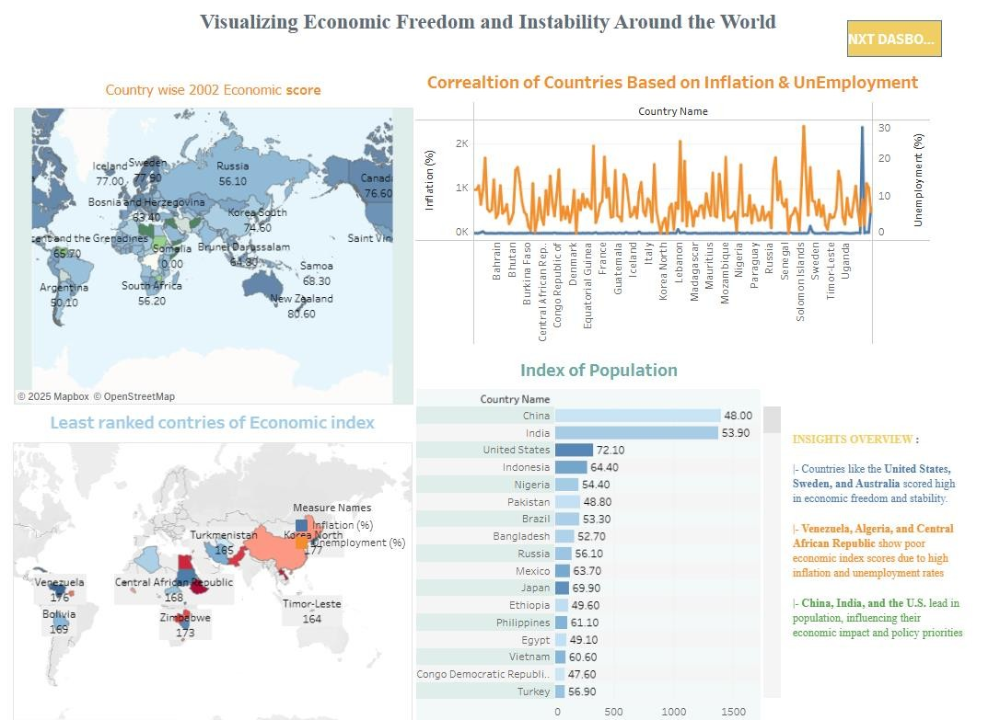 Visualizing Economic Freedom and Instability Around the World
NXT DASBO...
Country wise 2002 Economic score
Iceland
77.00
Sweden
77.90
Russia
56.10
Canada
76.60
Bosnia and Herzegovina
63.40
Korea South
74.60
ent and the Grenadines
65.70
Somalia
0.00
Brunei Darussalam
64.80
Saint Vin
Samoa
68.30
Argentina
50.10
South Africa
56.20
New Zealand
80.60
© 2025 Mapbox © OpenStreetMap
Correaltion of Countries Based on Inflation & UnEmployment
Country Name
Inflation (%)
2K
1K
0K
30
20
10
0
Unemployment (%)
Bahrain
Bhutan
Burkina Faso
Central African Rep..
Congo Republic of
Denmark
Equatorial Guinea
France
Guatemala
Iceland
Italy
Korea North
Lebanon
Madagascar
Mauritius
Mozambique
Nigeria
Paraguay
Russia
Senegal
Solomon Islands
Sweden
Timor-Leste
Uganda
Least ranked contries of Economic index
Measure Names
Inflation (%)
Unemployment (%)
Turkmenistan
165
Korea North
177
Venezuela
176
Central African Republic
168
Bolivia
169
Zimbabwe
173
Timor-Leste
164
Index of Population
Country Name
China 48.00
India 53.90
United States 72.10
Indonesia 64.40
Nigeria 54.40
Pakistan 48.80
Brazil 53.30
Bangladesh 52.70
Russia 56.10
Mexico 63.70
Japan 69.90
Ethiopia 49.60
Philippines 61.10
Egypt 49.10
Vietnam 60.60
Congo Democratic Republi.. 47.60
Turkey 56.90
0 500 1000 1500
INSIGHTS OVERVIEW :
|- Countries like the United States,
Sweden, and Australia scored high
in economic freedom and stability.
|- Venezuela, Algeria, and Central
African Republic show poor
economic index scores due to high
inflation and unemployment rates
|- China, India, and the U.S. lead in
population, influencing their
economic impact and policy priorities